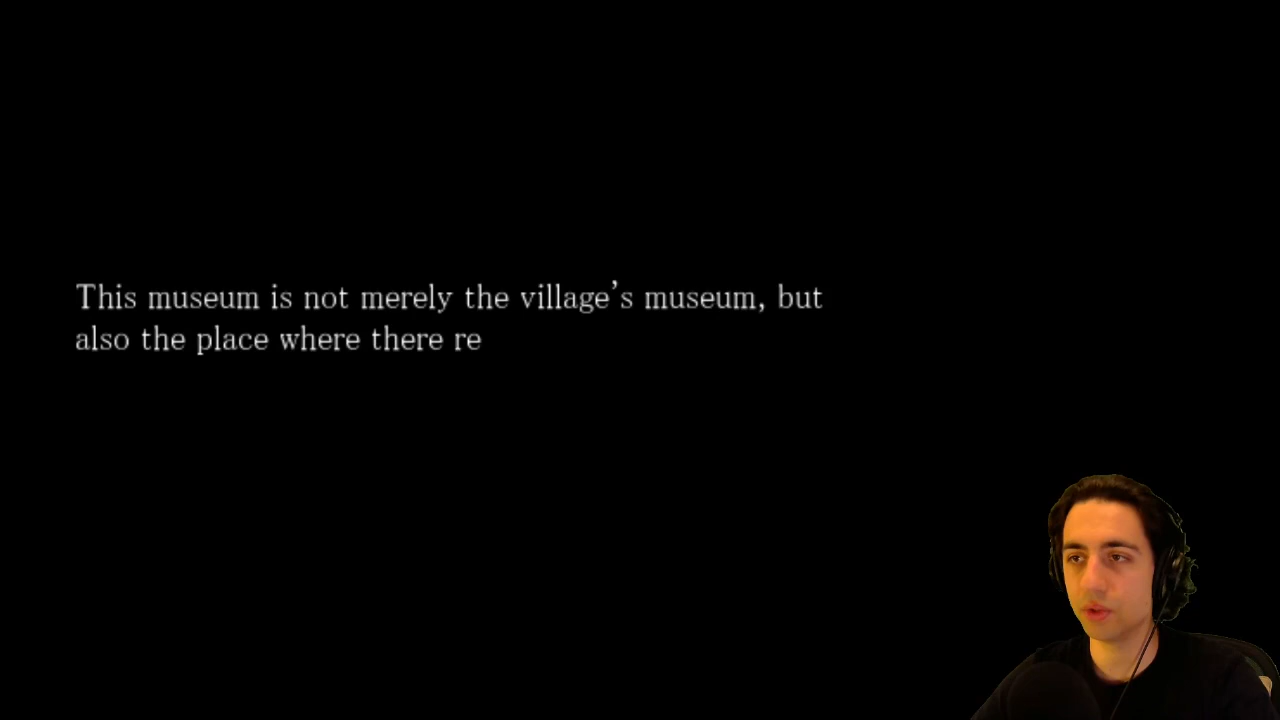 This museum is not merely the village’s museum, but
also the place where there re